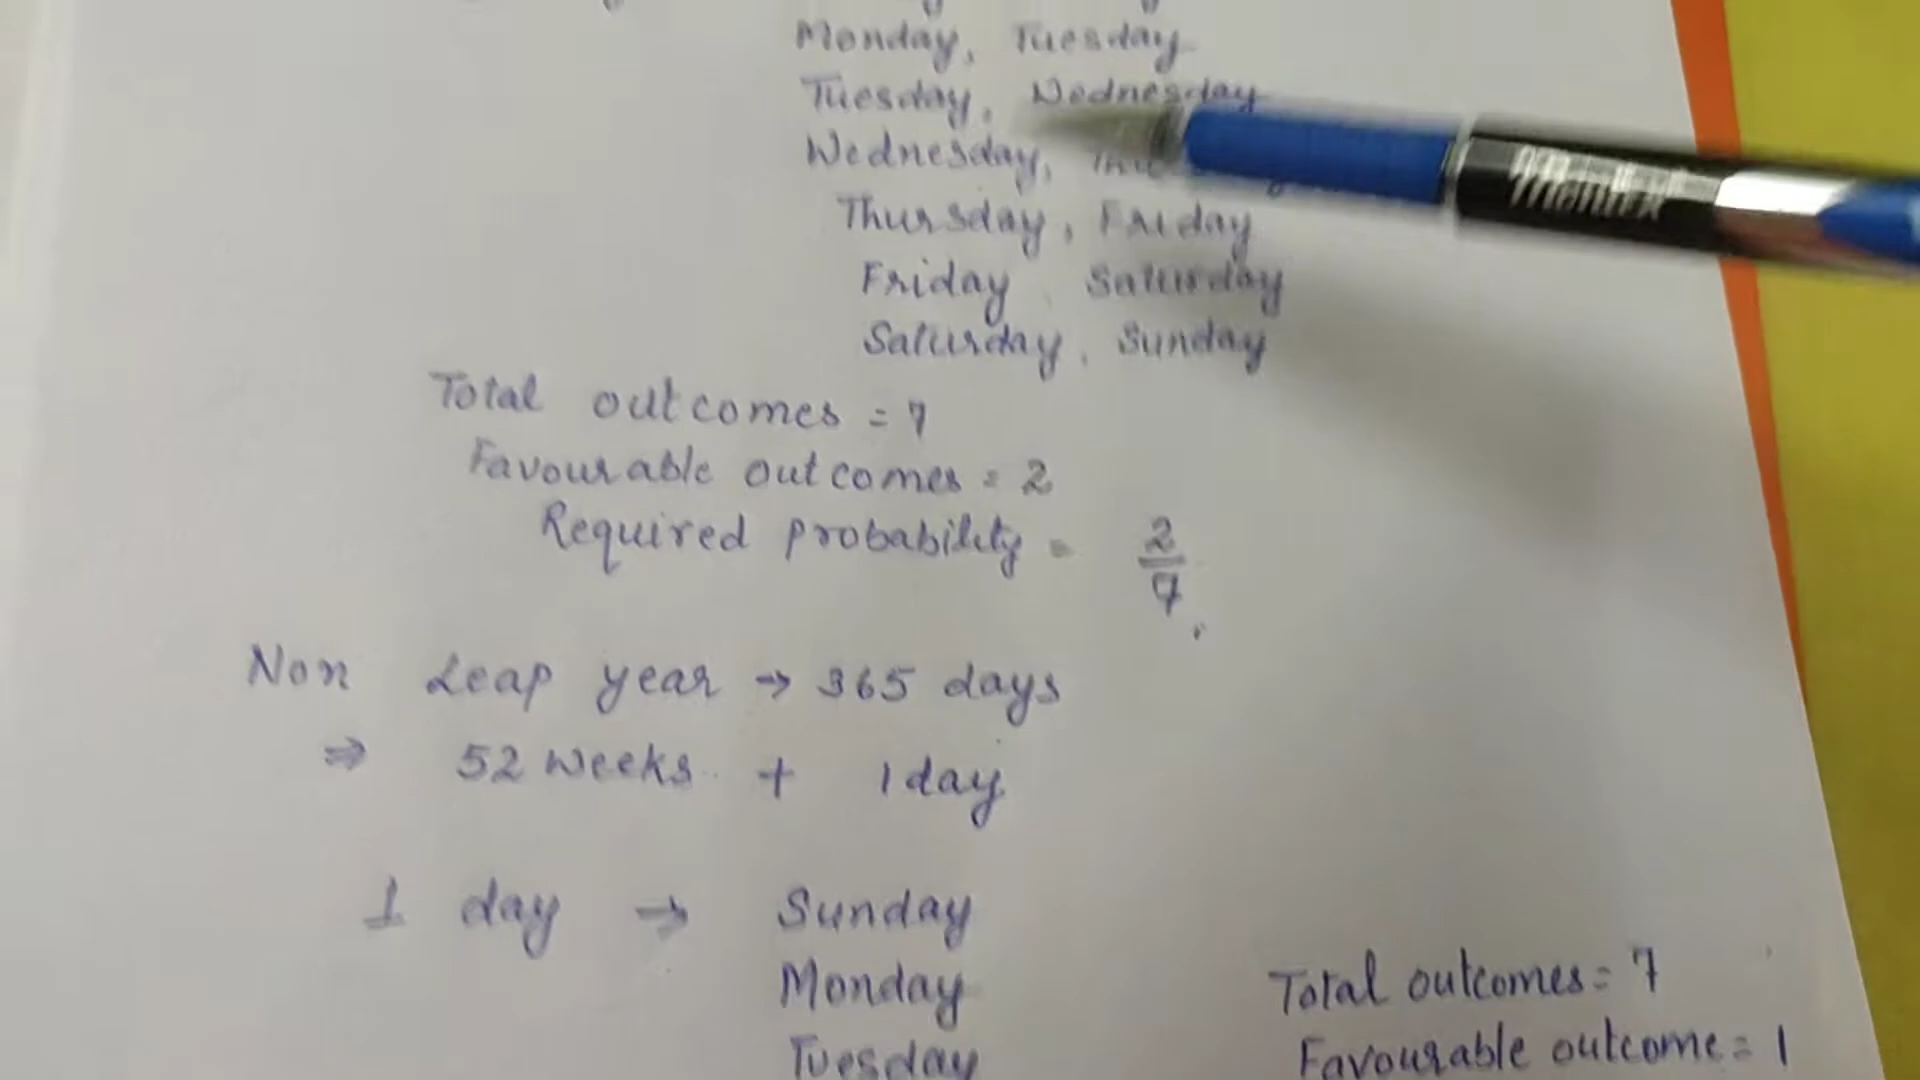 Monday, Tuesday
Tuesday, Wednesday
Wednesday,
Thursday, Friday
Friday Saturday
Saturday, Sunday
Total outcomes = 7
Favourable outcomes = 2
Required probability = 2/7.
Non Leap year → 365 days
⇒ 52 weeks + 1 day
1 day → Sunday
Monday
Tuesday
Total outcomes = 7
Favourable outcome = 1